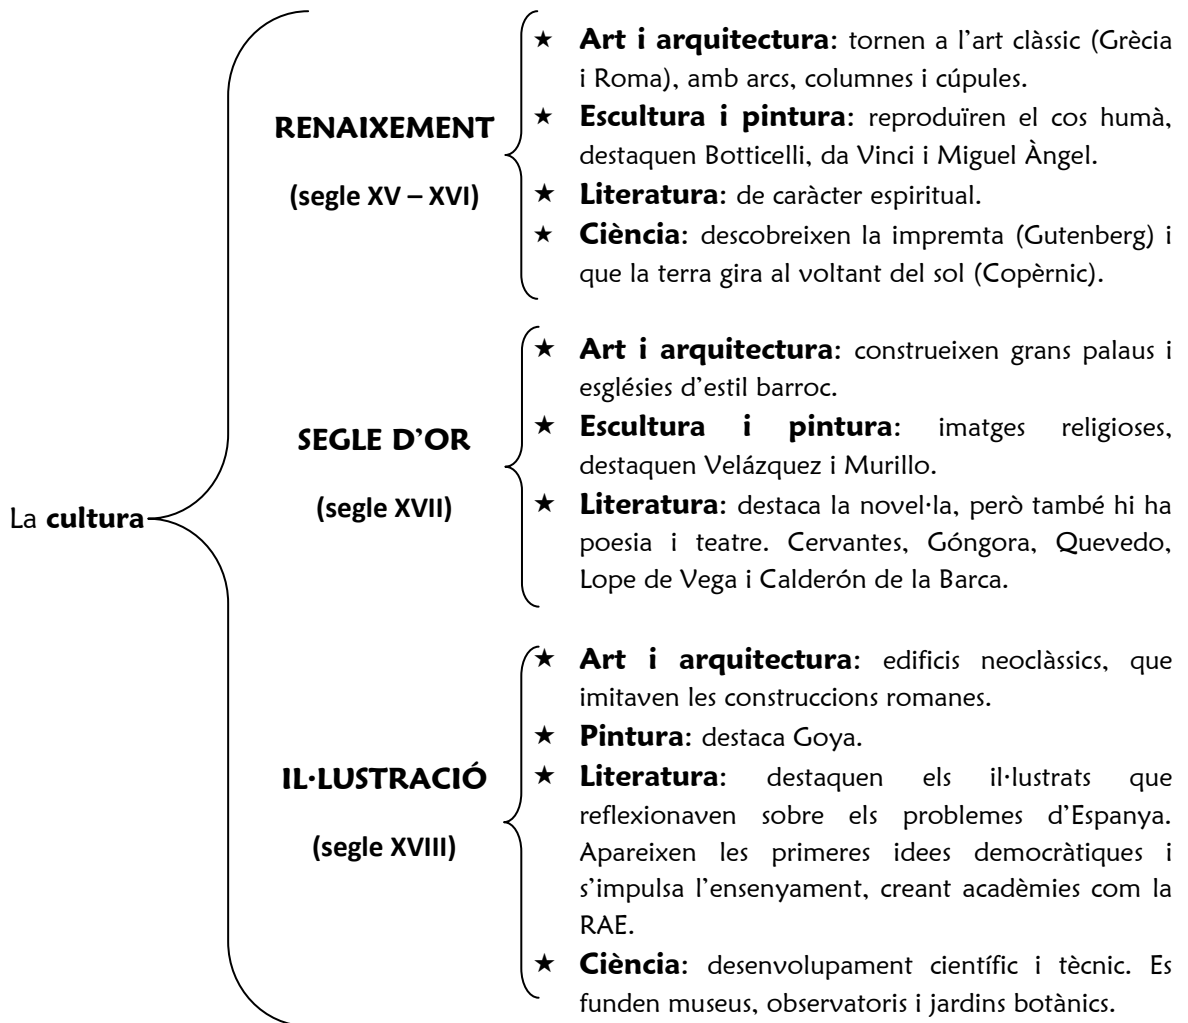 La cultura
RENAIXEMENT
(segle XV – XVI)
★ Art i arquitectura: tornen a l’art clàssic (Grècia
i Roma), amb arcs, columnes i cúpules.
★ Escultura i pintura: reproduïren el cos humà,
destaquen Botticelli, da Vinci i Miguel Àngel.
★ Literatura: de caràcter espiritual.
★ Ciència: descobreixen la impremta (Gutenberg) i
que la terra gira al voltant del sol (Copèrnic).
SEGLE D’OR
(segle XVII)
★ Art i arquitectura: construeixen grans palaus i
esglésies d’estil barroc.
★ Escultura i pintura: imatges religioses,
destaquen Velázquez i Murillo.
★ Literatura: destaca la novel·la, però també hi ha
poesia i teatre. Cervantes, Góngora, Quevedo,
Lope de Vega i Calderón de la Barca.
IL·LUSTRACIÓ
(segle XVIII)
★ Art i arquitectura: edificis neoclàssics, que
imitaven les construccions romanes.
★ Pintura: destaca Goya.
★ Literatura: destaquen els il·lustrats que
reflexionaven sobre els problemes d’Espanya.
Apareixen les primeres idees democràtiques i
s’impulsa l’ensenyament, creant acadèmies com la
RAE.
★ Ciència: desenvolupament científic i tècnic. Es
funden museus, observatoris i jardins botànics.